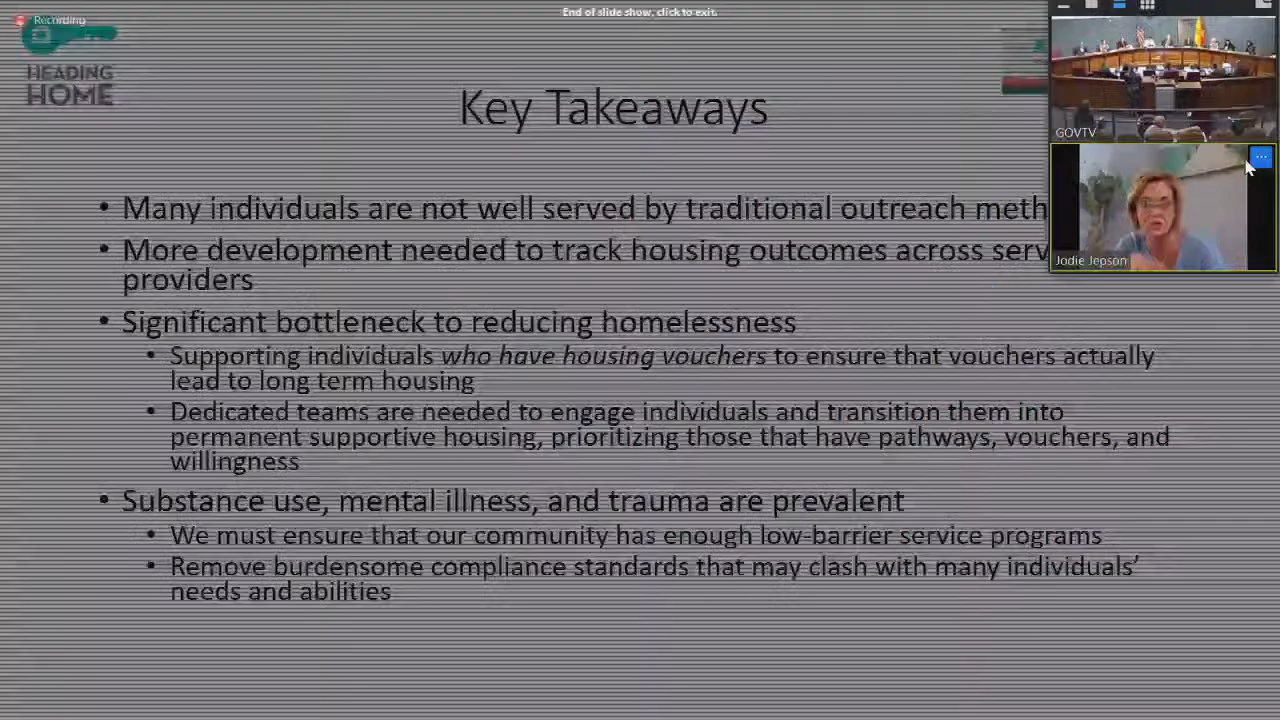 Recording
End of slide show, click to exit.
HEADING
HOME
Key Takeaways
GOVTV
Jodie Jepson
• Many individuals are not well served by traditional outreach meth
• More development needed to track housing outcomes across serv
providers
• Significant bottleneck to reducing homelessness
• Supporting individuals who have housing vouchers to ensure that vouchers actually
lead to long term housing
• Dedicated teams are needed to engage individuals and transition them into
permanent supportive housing, prioritizing those that have pathways, vouchers, and
willingness
• Substance use, mental illness, and trauma are prevalent
• We must ensure that our community has enough low-barrier service programs
• Remove burdensome compliance standards that may clash with many individuals’
needs and abilities